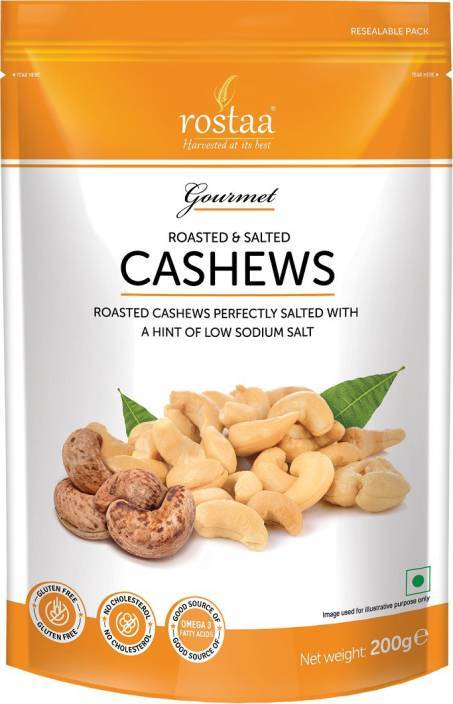 RESEALABLE PACK
TEAR HERE
TEAR HERE
rostaa®
Harvested at its best
Gourmet
ROASTED & SALTED
CASHEWS
ROASTED CASHEWS PERFECTLY SALTED WITH
A HINT OF LOW SODIUM SALT
GLUTEN FREE
GLUTEN FREE
NO CHOLESTEROL
NO CHOLESTEROL
GOOD SOURCE OF
OMEGA 3
FATTY ACIDS
GOOD SOURCE OF
Image used for illustrative purpose only
Net weight: 200g℮